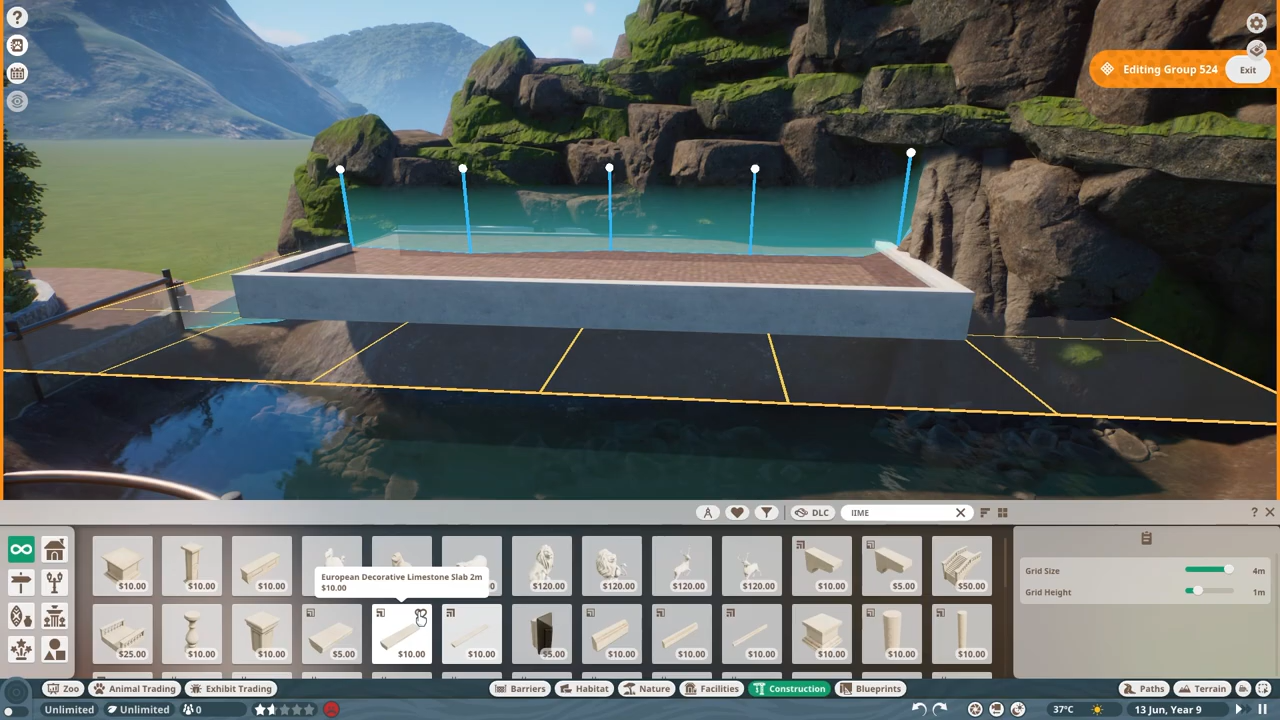 ?
Editing Group 524
Exit
DLC
IIME
?
$10.00
$10.00
$10.00
$120.00
$120.00
$120.00
$120.00
$10.00
$5.00
$50.00
European Decorative Limestone Slab 2m
$10.00
$25.00
$10.00
$10.00
$5.00
$10.00
$10.00
$5.00
$10.00
$10.00
$10.00
$10.00
$10.00
$10.00
Grid Size
4m
Grid Height
1m
Zoo
Animal Trading
Exhibit Trading
Barriers
Habitat
Nature
Facilities
Construction
Blueprints
Paths
Terrain
Unlimited
Unlimited
0
37°C
13 Jun, Year 9